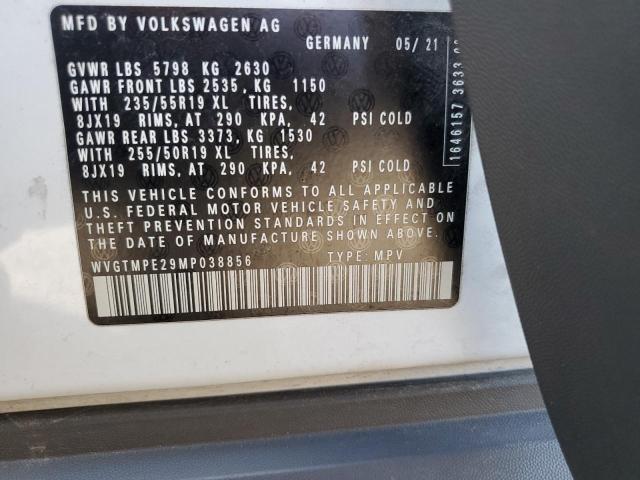 MFD BY VOLKSWAGEN AG
GERMANY 05/ 21
GVWR LBS 5798 KG 2630
GAWR FRONT LBS 2535, KG 1150
WITH 235/55R19 XL TIRES,
8JX19 RIMS, AT 290 KPA, 42 PSI COLD
GAWR REAR LBS 3373, KG 1530
WITH 255/50R19 XL TIRES,
8JX19 RIMS, AT 290 KPA, 42 PSI COLD
THIS VEHICLE CONFORMS TO ALL APPLICABLE
U.S. FEDERAL MOTOR VEHICLE SAFETY AND
THEFT PREVENTION STANDARDS IN EFFECT ON
THE DATE OF MANUFACTURE SHOWN ABOVE.
WVGTMPE29MP038856 TYPE: MPV
1646157 3633